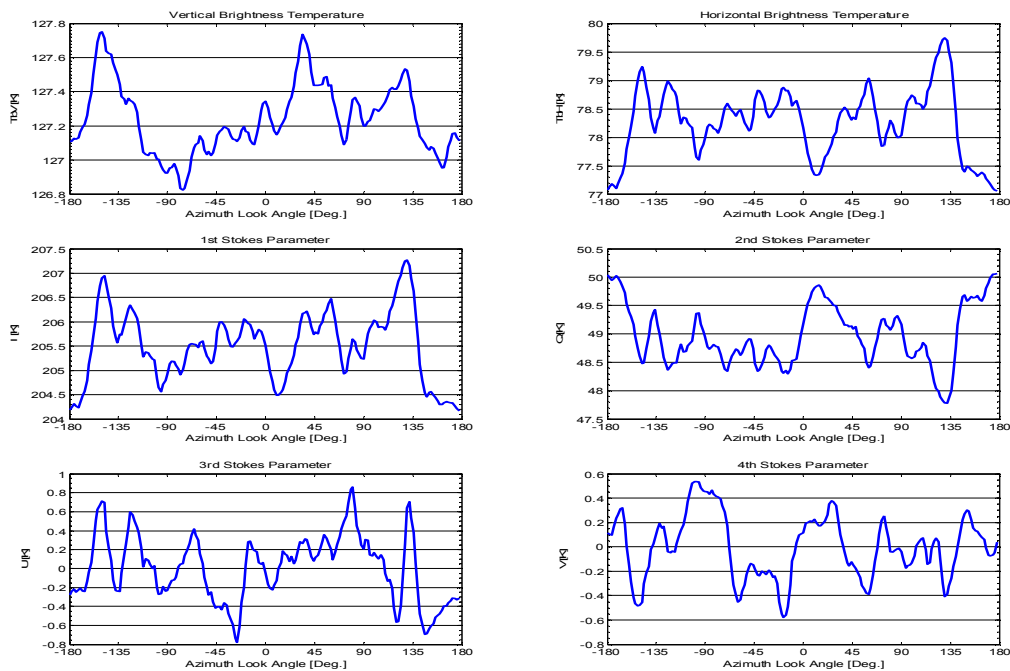 Vertical Brightness Temperature
127.8
127.6
127.4
127.2
127
126.8
TBV[K]
-180 -135 -90 -45 0 45 90 135 180
Azimuth Look Angle [Deg.]
Horizontal Brightness Temperature
80
79.5
79
78.5
78
77.5
77
TBH[K]
-180 -135 -90 -45 0 45 90 135 180
Azimuth Look Angle [Deg.]
1st Stokes Parameter
207.5
207
206.5
206
205.5
205
204.5
204
I [K]
-180 -135 -90 -45 0 45 90 135 180
Azimuth Look Angle [Deg.]
2nd Stokes Parameter
50.5
50
49.5
49
48.5
48
47.5
Q[K]
-180 -135 -90 -45 0 45 90 135 180
Azimuth Look Angle [Deg.]
3rd Stokes Parameter
1
0.8
0.6
0.4
0.2
0
-0.2
-0.4
-0.6
-0.8
U[K]
-180 -135 -90 -45 0 45 90 135 180
Azimuth Look Angle [Deg.]
4th Stokes Parameter
0.6
0.4
0.2
0
-0.2
-0.4
-0.6
-0.8
V[K]
-180 -135 -90 -45 0 45 90 135 180
Azimuth Look Angle [Deg.]